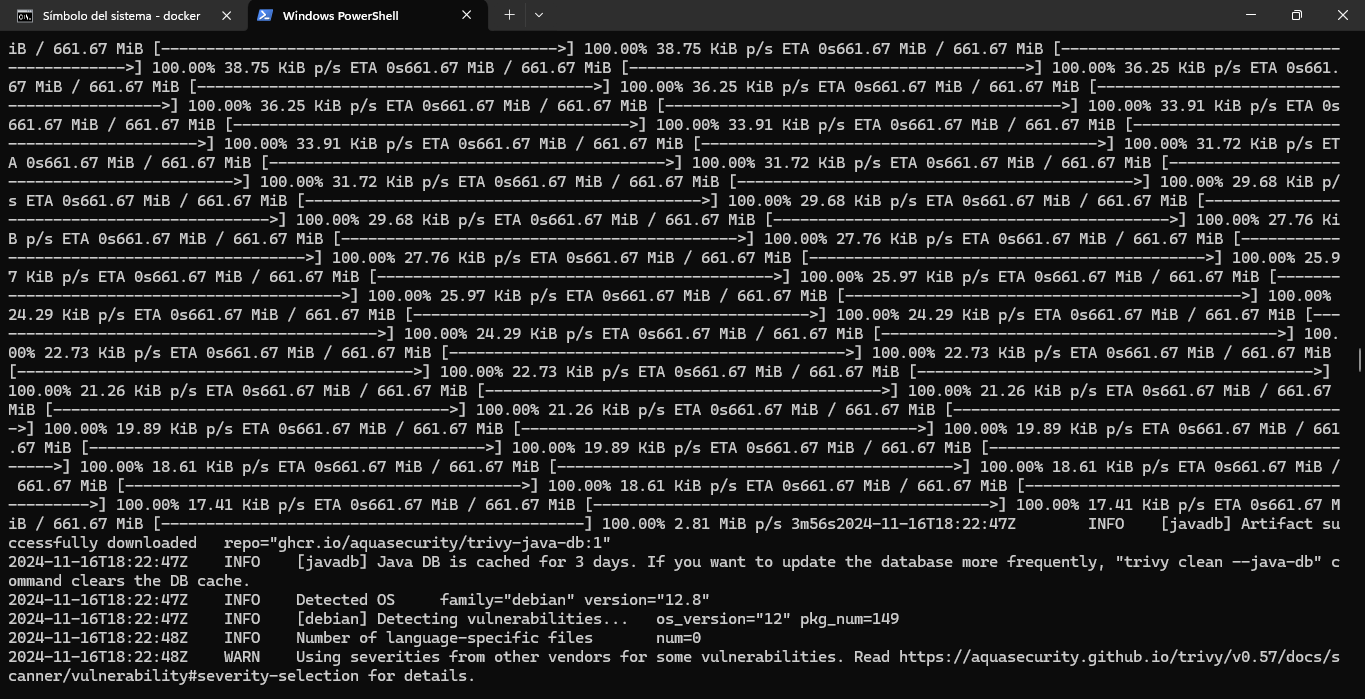 Símbolo del sistema - docker
Windows PowerShell
iB / 661.67 MiB [-------------------------------------------->] 100.00% 38.75 KiB p/s ETA 0s661.67 MiB / 661.67 MiB [-------------------------------
------------->] 100.00% 38.75 KiB p/s ETA 0s661.67 MiB / 661.67 MiB [-------------------------------------------->] 100.00% 36.25 KiB p/s ETA 0s661.
67 MiB / 661.67 MiB [-------------------------------------------->] 100.00% 36.25 KiB p/s ETA 0s661.67 MiB / 661.67 MiB [---------------------------
----------------->] 100.00% 36.25 KiB p/s ETA 0s661.67 MiB / 661.67 MiB [-------------------------------------------->] 100.00% 33.91 KiB p/s ETA 0s
661.67 MiB / 661.67 MiB [-------------------------------------------->] 100.00% 33.91 KiB p/s ETA 0s661.67 MiB / 661.67 MiB [-----------------------
--------------------->] 100.00% 33.91 KiB p/s ETA 0s661.67 MiB / 661.67 MiB [-------------------------------------------->] 100.00% 31.72 KiB p/s ET
A 0s661.67 MiB / 661.67 MiB [-------------------------------------------->] 100.00% 31.72 KiB p/s ETA 0s661.67 MiB / 661.67 MiB [-------------------
------------------------->] 100.00% 31.72 KiB p/s ETA 0s661.67 MiB / 661.67 MiB [-------------------------------------------->] 100.00% 29.68 KiB p/
s ETA 0s661.67 MiB / 661.67 MiB [-------------------------------------------->] 100.00% 29.68 KiB p/s ETA 0s661.67 MiB / 661.67 MiB [---------------
----------------------------->] 100.00% 29.68 KiB p/s ETA 0s661.67 MiB / 661.67 MiB [-------------------------------------------->] 100.00% 27.76 Ki
B p/s ETA 0s661.67 MiB / 661.67 MiB [-------------------------------------------->] 100.00% 27.76 KiB p/s ETA 0s661.67 MiB / 661.67 MiB [-----------
--------------------------------->] 100.00% 27.76 KiB p/s ETA 0s661.67 MiB / 661.67 MiB [-------------------------------------------->] 100.00% 25.9
7 KiB p/s ETA 0s661.67 MiB / 661.67 MiB [-------------------------------------------->] 100.00% 25.97 KiB p/s ETA 0s661.67 MiB / 661.67 MiB [-------
------------------------------------->] 100.00% 25.97 KiB p/s ETA 0s661.67 MiB / 661.67 MiB [-------------------------------------------->] 100.00%
24.29 KiB p/s ETA 0s661.67 MiB / 661.67 MiB [-------------------------------------------->] 100.00% 24.29 KiB p/s ETA 0s661.67 MiB / 661.67 MiB [---
----------------------------------------->] 100.00% 24.29 KiB p/s ETA 0s661.67 MiB / 661.67 MiB [-------------------------------------------->] 100.
00% 22.73 KiB p/s ETA 0s661.67 MiB / 661.67 MiB [-------------------------------------------->] 100.00% 22.73 KiB p/s ETA 0s661.67 MiB / 661.67 MiB
[-------------------------------------------->] 100.00% 22.73 KiB p/s ETA 0s661.67 MiB / 661.67 MiB [-------------------------------------------->]
100.00% 21.26 KiB p/s ETA 0s661.67 MiB / 661.67 MiB [-------------------------------------------->] 100.00% 21.26 KiB p/s ETA 0s661.67 MiB / 661.67
MiB [-------------------------------------------->] 100.00% 21.26 KiB p/s ETA 0s661.67 MiB / 661.67 MiB [-------------------------------------------
->] 100.00% 19.89 KiB p/s ETA 0s661.67 MiB / 661.67 MiB [-------------------------------------------->] 100.00% 19.89 KiB p/s ETA 0s661.67 MiB / 661
.67 MiB [-------------------------------------------->] 100.00% 19.89 KiB p/s ETA 0s661.67 MiB / 661.67 MiB [---------------------------------------
----->] 100.00% 18.61 KiB p/s ETA 0s661.67 MiB / 661.67 MiB [-------------------------------------------->] 100.00% 18.61 KiB p/s ETA 0s661.67 MiB /
661.67 MiB [-------------------------------------------->] 100.00% 18.61 KiB p/s ETA 0s661.67 MiB / 661.67 MiB [-----------------------------------
--------->] 100.00% 17.41 KiB p/s ETA 0s661.67 MiB / 661.67 MiB [-------------------------------------------->] 100.00% 17.41 KiB p/s ETA 0s661.67 M
iB / 661.67 MiB [-----------------------------------------------] 100.00% 2.81 MiB p/s 3m56s2024-11-16T18:22:47Z        INFO    [javadb] Artifact su
ccessfully downloaded   repo="ghcr.io/aquasecurity/trivy-java-db:1"
2024-11-16T18:22:47Z    INFO    [javadb] Java DB is cached for 3 days. If you want to update the database more frequently, "trivy clean --java-db" c
ommand clears the DB cache.
2024-11-16T18:22:47Z    INFO    Detected OS     family="debian" version="12.8"
2024-11-16T18:22:47Z    INFO    [debian] Detecting vulnerabilities...   os_version="12" pkg_num=149
2024-11-16T18:22:48Z    INFO    Number of language-specific files       num=0
2024-11-16T18:22:48Z    WARN    Using severities from other vendors for some vulnerabilities. Read https://aquasecurity.github.io/trivy/v0.57/docs/s
canner/vulnerability#severity-selection for details.